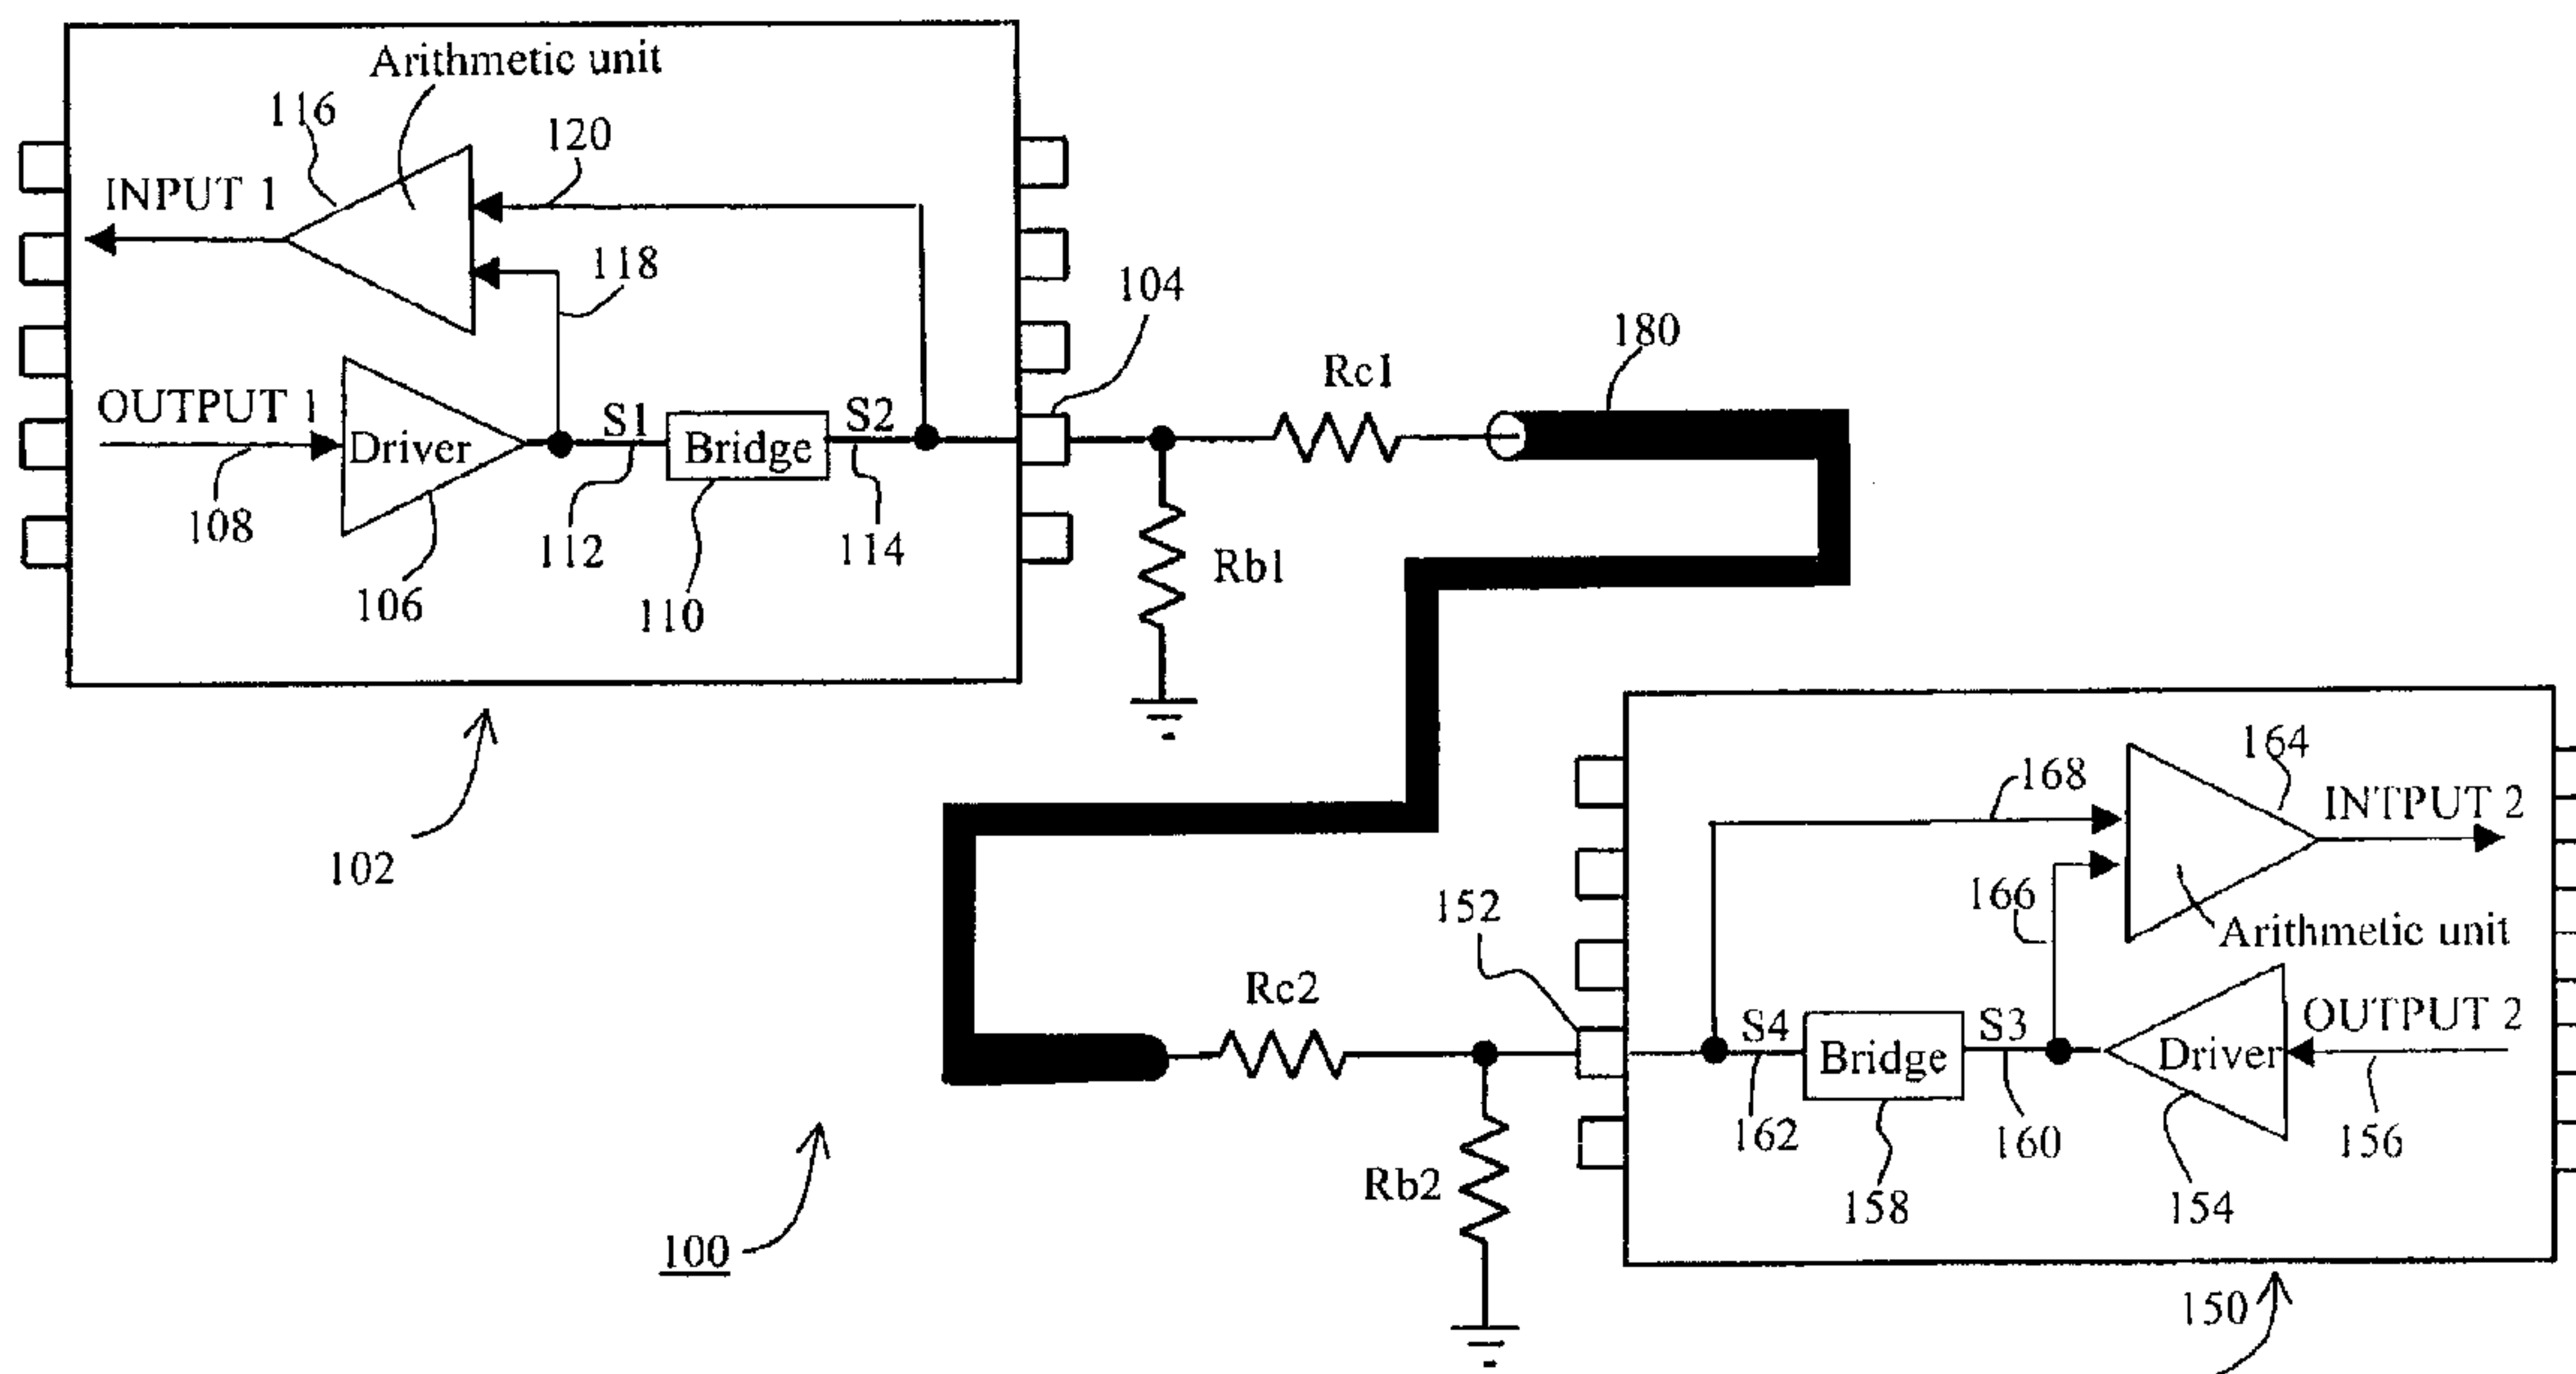 Arithmetic unit
116
120
INPUT 1
118
104
180
Rc1
OUTPUT 1
S1
S2
Driver
Bridge
108
112
114
Rb1
106
110
102
164
168
INTPUT 2
152
166
Arithmetic unit
Rc2
S4
S3
OUTPUT 2
Bridge
Driver
162
160
156
Rb2
158
154
100
150